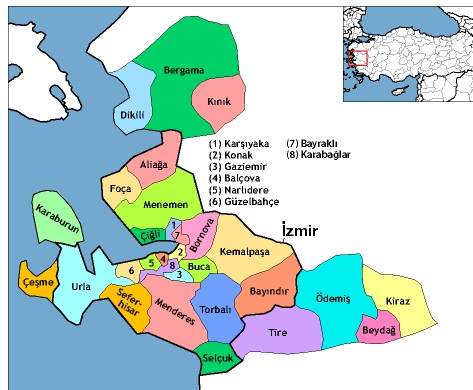 Bergama
Dikili
Kınık
(1) Karşıyaka
(2) Konak
(3) Gaziemir
(4) Balçova
(5) Narlıdere
(6) Güzelbahçe
(7) Bayraklı
(8) Karabağlar
Aliağa
Foça
Menemen
Karaburun
Çiğli
1
7
Bornova
İzmir
2
Kemalpaşa
6
5
4
8
3
Buca
Çeşme
Urla
Sefer-
hisar
Menderes
Torbalı
Bayındır
Ödemiş
Kiraz
Beydağ
Tire
Selçuk